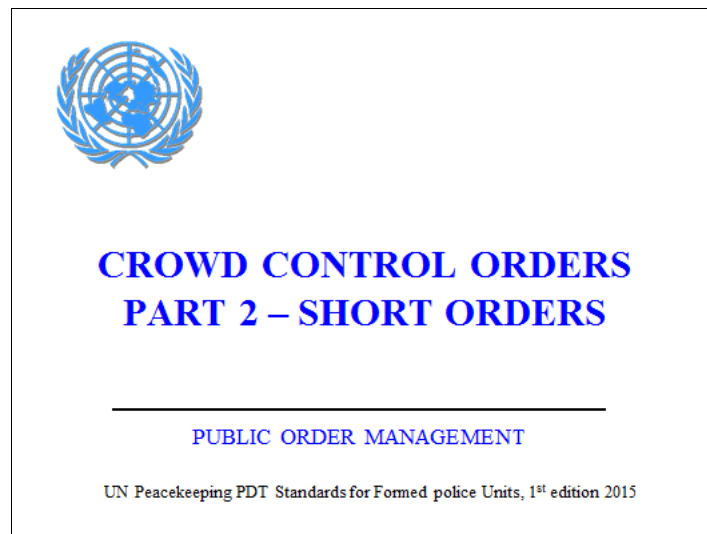 CROWD CONTROL ORDERS
PART 2 – SHORT ORDERS
PUBLIC ORDER MANAGEMENT
UN Peacekeeping PDT Standards for Formed police Units, 1st edition 2015